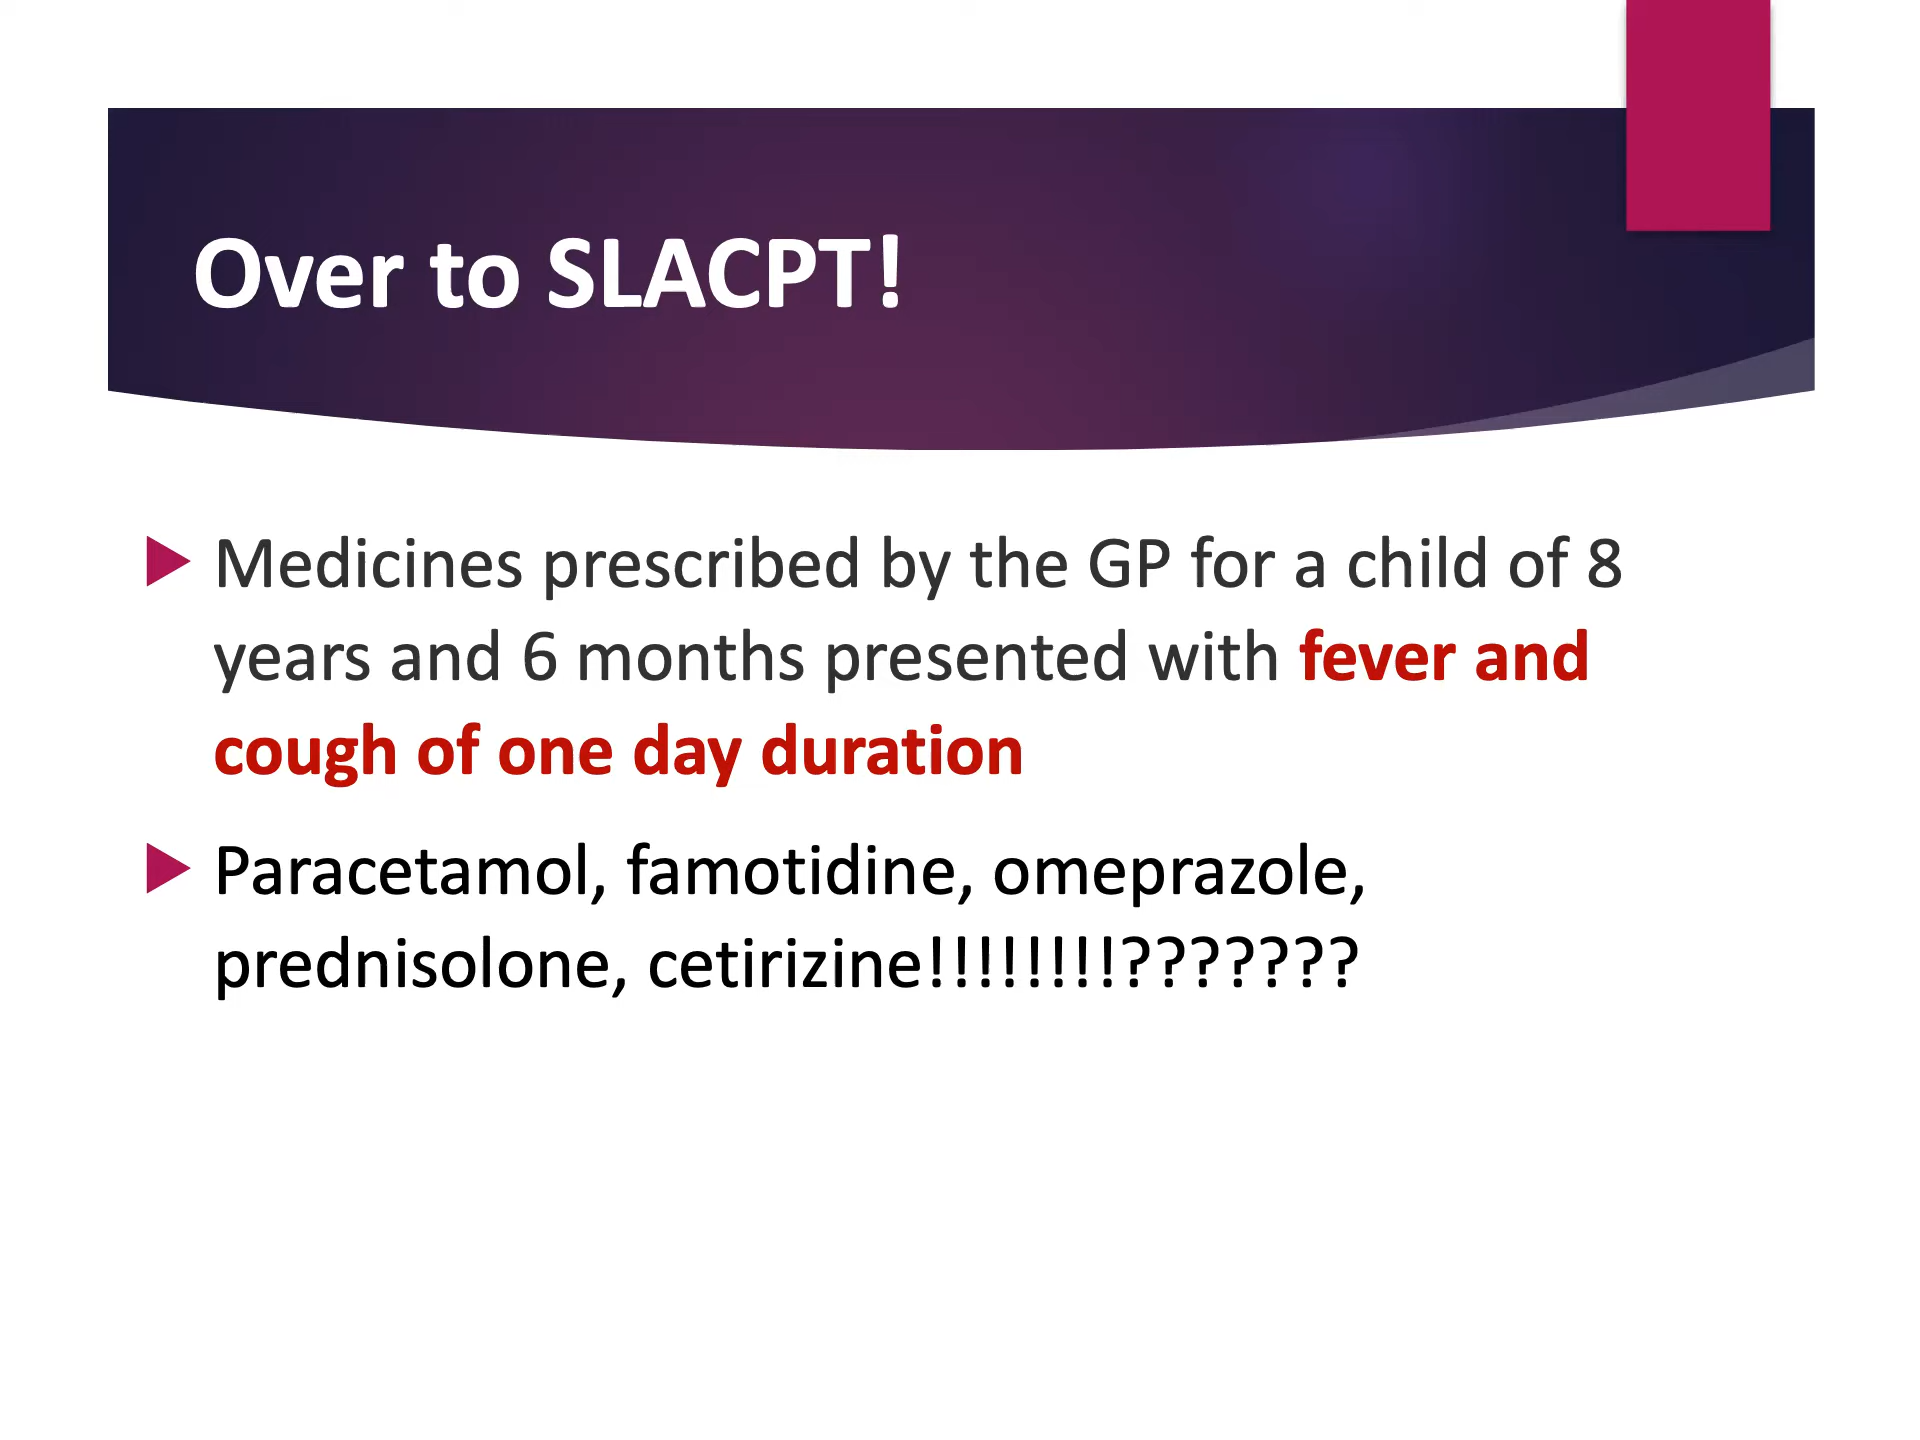 Over to SLACPT!
Medicines prescribed by the GP for a child of 8
years and 6 months presented with fever and
cough of one day duration
Paracetamol, famotidine, omeprazole,
prednisolone, cetirizine!!!!!!!!???????